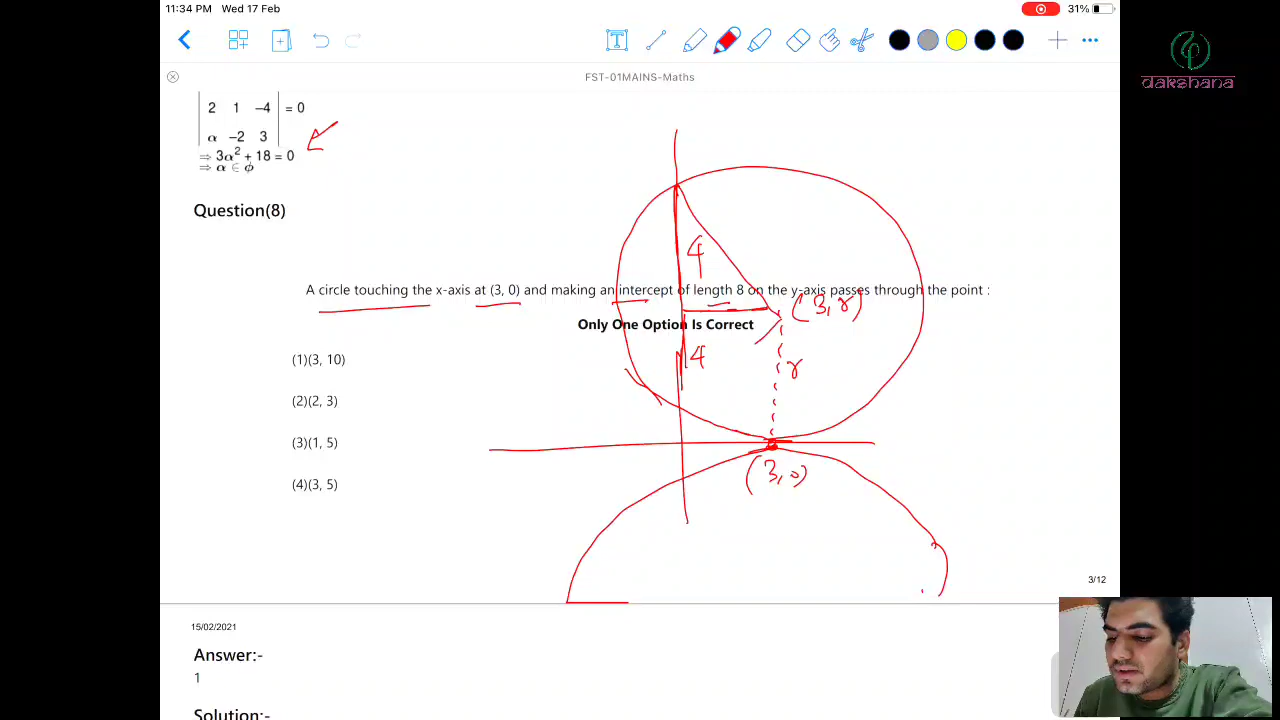 11:34 PM Wed 17 Feb
31%
FST-01MAINS-Maths
dakshana
2 1 −4 = 0
α −2 3
⇒ 3α² + 18 = 0
⇒ α ∈ ϕ
Question(8)
4
A circle touching the x-axis at (3, 0) and making an intercept of length 8 on the y-axis passes through the point :
(3, r)
Only One Option Is Correct
4
r
(1)(3, 10)
(2)(2, 3)
(3)(1, 5)
(3, 0)
(4)(3, 5)
3/12
15/02/2021
Answer:-
1
Solution:-